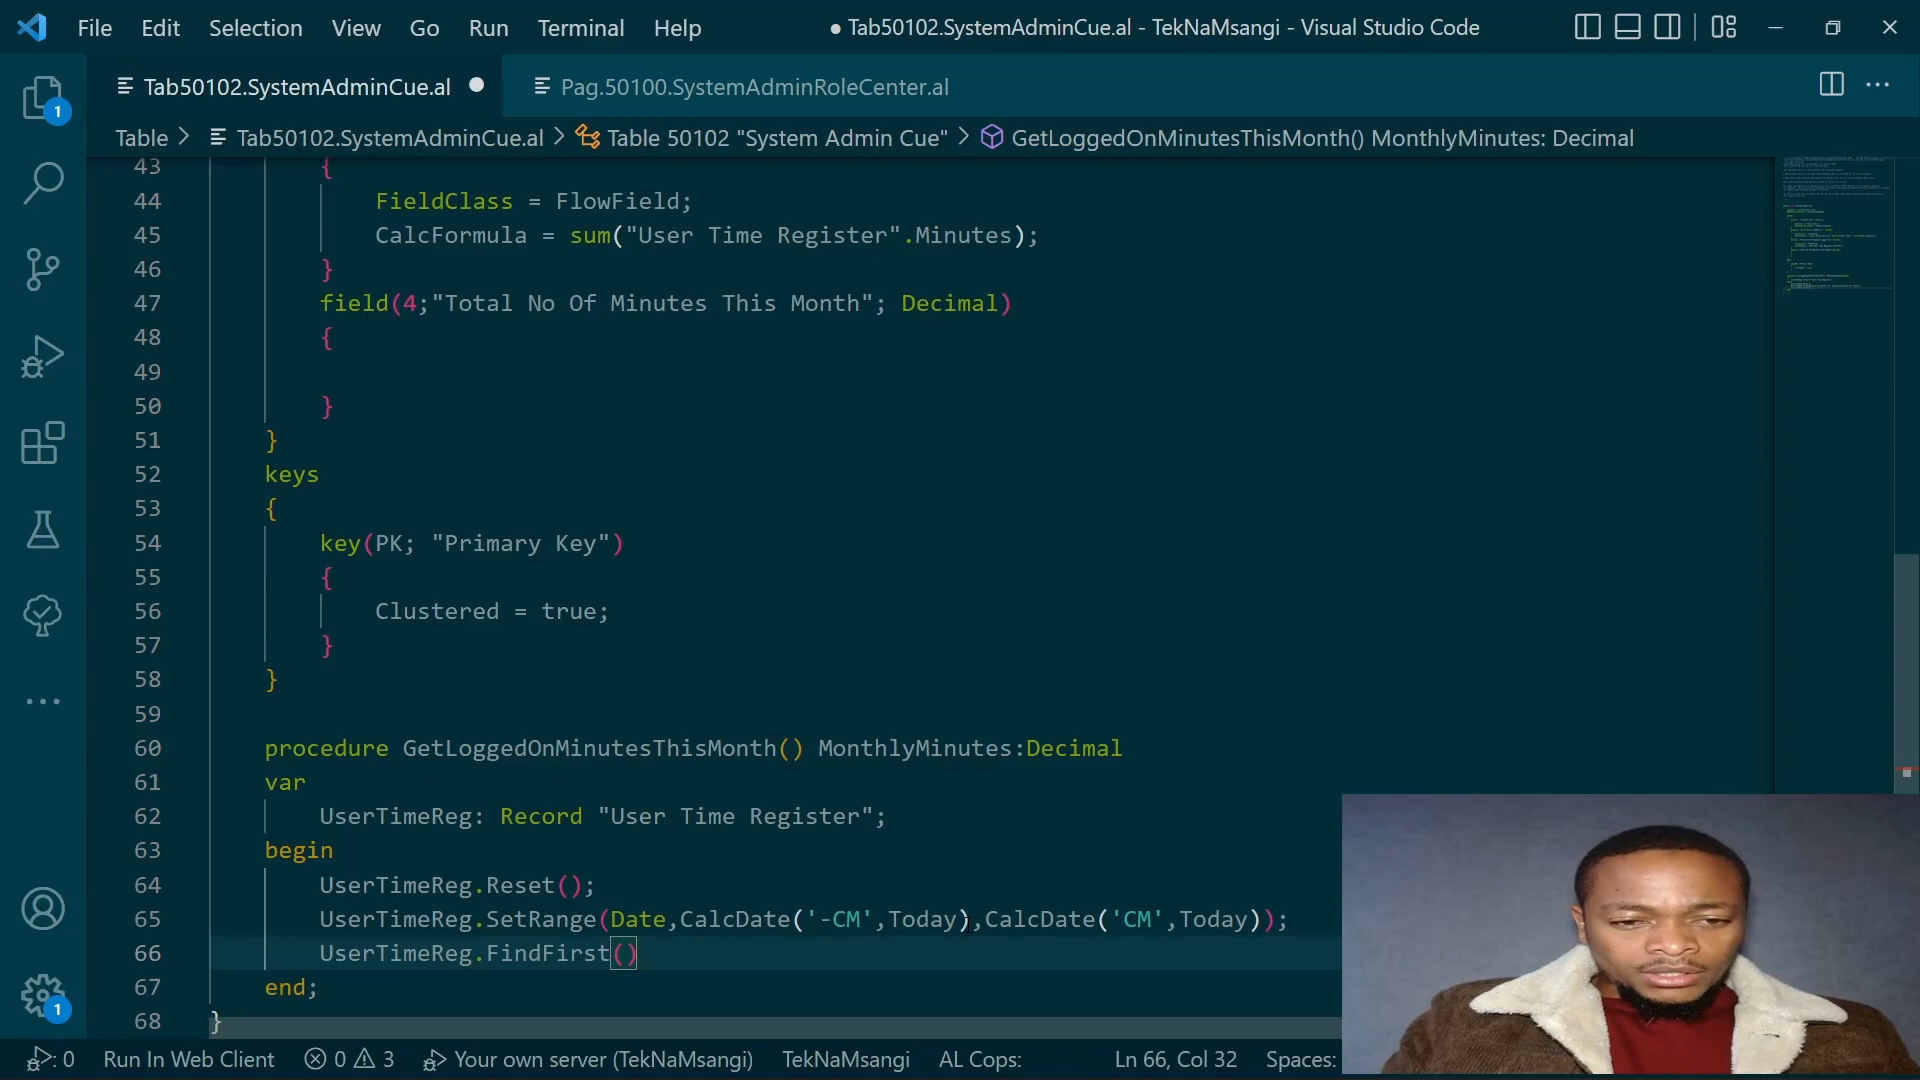 File Edit Selection View Go Run Terminal Help
● Tab50102.SystemAdminCue.al - TekNaMsangi - Visual Studio Code
Tab50102.SystemAdminCue.al ●
Pag.50100.SystemAdminRoleCenter.al
Table > Tab50102.SystemAdminCue.al > Table 50102 "System Admin Cue" > GetLoggedOnMinutesThisMonth() MonthlyMinutes: Decimal
1
43 {
44 FieldClass = FlowField;
45 CalcFormula = sum("User Time Register".Minutes);
46 }
47 field(4;"Total No Of Minutes This Month"; Decimal)
48 {
49
50 }
51 }
52 keys
53 {
54 key(PK; "Primary Key")
55 {
56 Clustered = true;
57 }
58 }
59
60 procedure GetLoggedOnMinutesThisMonth() MonthlyMinutes:Decimal
61 var
62 UserTimeReg: Record "User Time Register";
63 begin
64 UserTimeReg.Reset();
65 UserTimeReg.SetRange(Date,CalcDate('-CM',Today),CalcDate('CM',Today));
66 UserTimeReg.FindFirst()
67 end;
68 }
1
: 0 Run In Web Client 0 3 Your own server (TekNaMsangi) TekNaMsangi AL Cops: Ln 66, Col 32 Spaces: